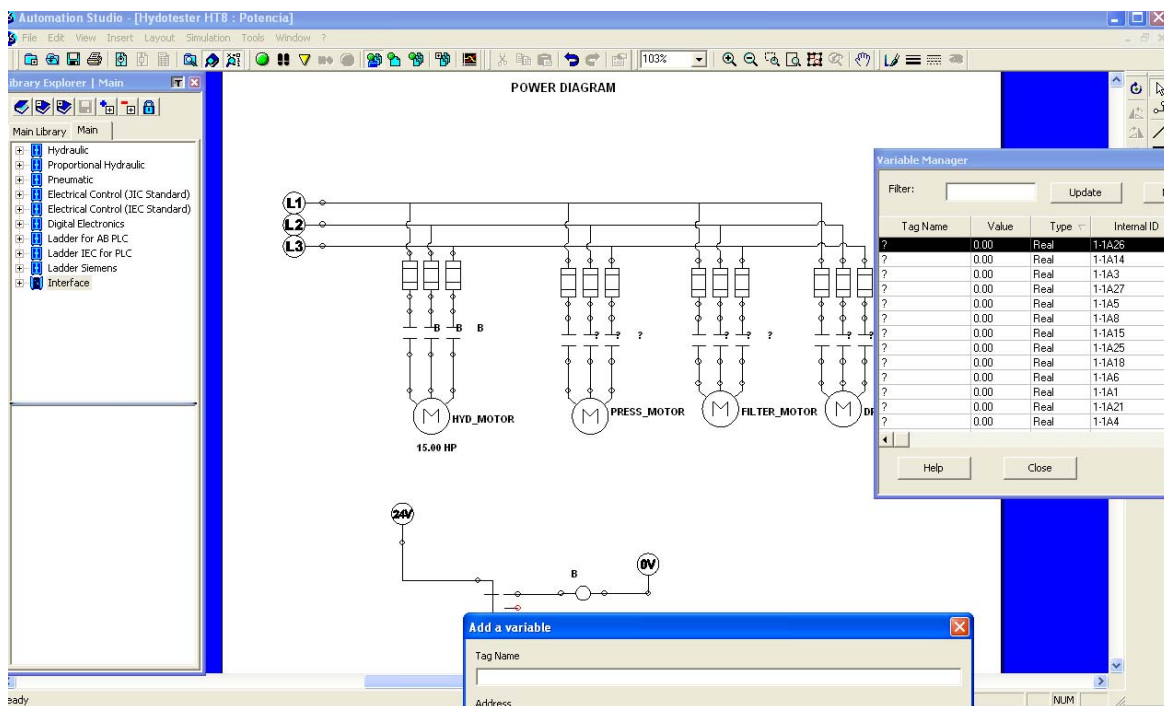 Automation Studio - [Hydotester HT8 : Potencia]
File Edit View Insert Layout Simulation Tools Window ?
103%
Library Explorer | Main
Main Library Main
Hydraulic
Proportional Hydraulic
Pneumatic
Electrical Control (JIC Standard)
Electrical Control (IEC Standard)
Digital Electronics
Ladder for AB PLC
Ladder IEC for PLC
Ladder Siemens
Interface
POWER DIAGRAM
L1
L2
L3
B B B
? ? ?
? ? ?
? ?
M HYD_MOTOR
M PRESS_MOTOR
M FILTER_MOTOR
M
15.00 HP
24V
B
0V
Variable Manager
Filter:
Update
Tag Name Value Type Internal ID
? 0.00 Real 1-1A26
? 0.00 Real 1-1A14
? 0.00 Real 1-1A3
? 0.00 Real 1-1A27
? 0.00 Real 1-1A5
? 0.00 Real 1-1A8
? 0.00 Real 1-1A15
? 0.00 Real 1-1A25
? 0.00 Real 1-1A18
? 0.00 Real 1-1A6
? 0.00 Real 1-1A1
? 0.00 Real 1-1A21
? 0.00 Real 1-1A4
Help Close
Add a variable
Tag Name
Address
NUM